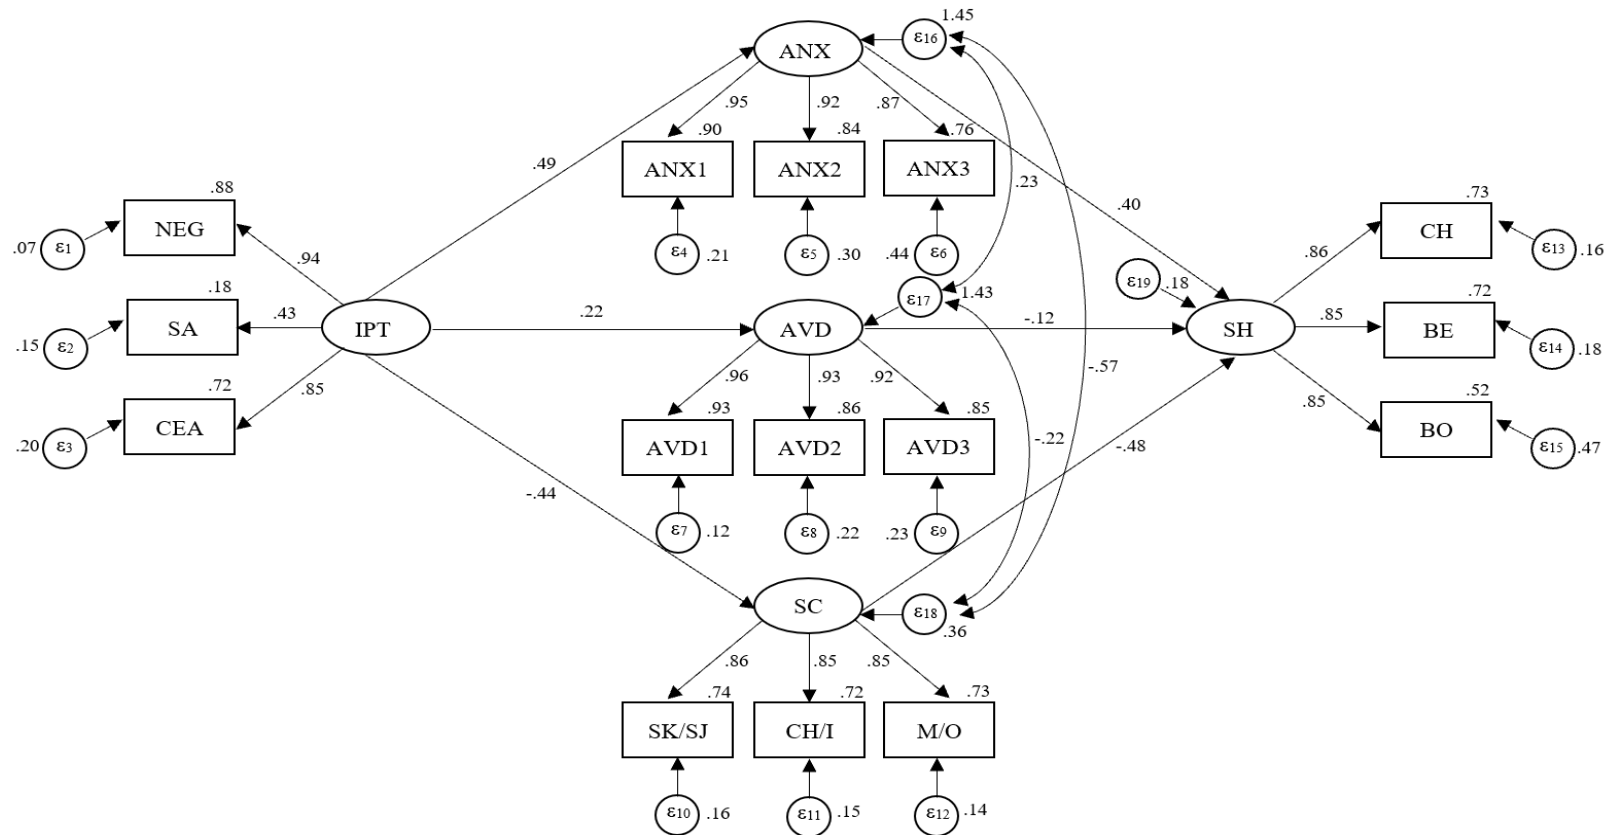 1.45
ε16
ANX
.95 .92 .87
.90 .84 .76
ANX1 ANX2 ANX3
.49
.23
.40
.88
NEG
.07 ε1
.94
ε4 .21
ε5 .30
.44 ε6
.73
CH
.86
ε13 .16
ε19 .18
ε17 1.43
.18
SA
.15 ε2
.43
IPT
.22
AVD
-.12
SH
.85
.72
BE
ε14 .18
-.57
.72
CEA
.20 ε3
.85
.96 .93 .92
.93 .86 .85
AVD1 AVD2 AVD3
-.22
-.48
.85
.52
BO
ε15 .47
-.44
ε7 .12
ε8 .22
.23 ε9
SC
ε18
.36
.86 .85 .85
.74 .72 .73
SK/SJ CH/I M/O
ε10 .16
ε11 .15
ε12 .14